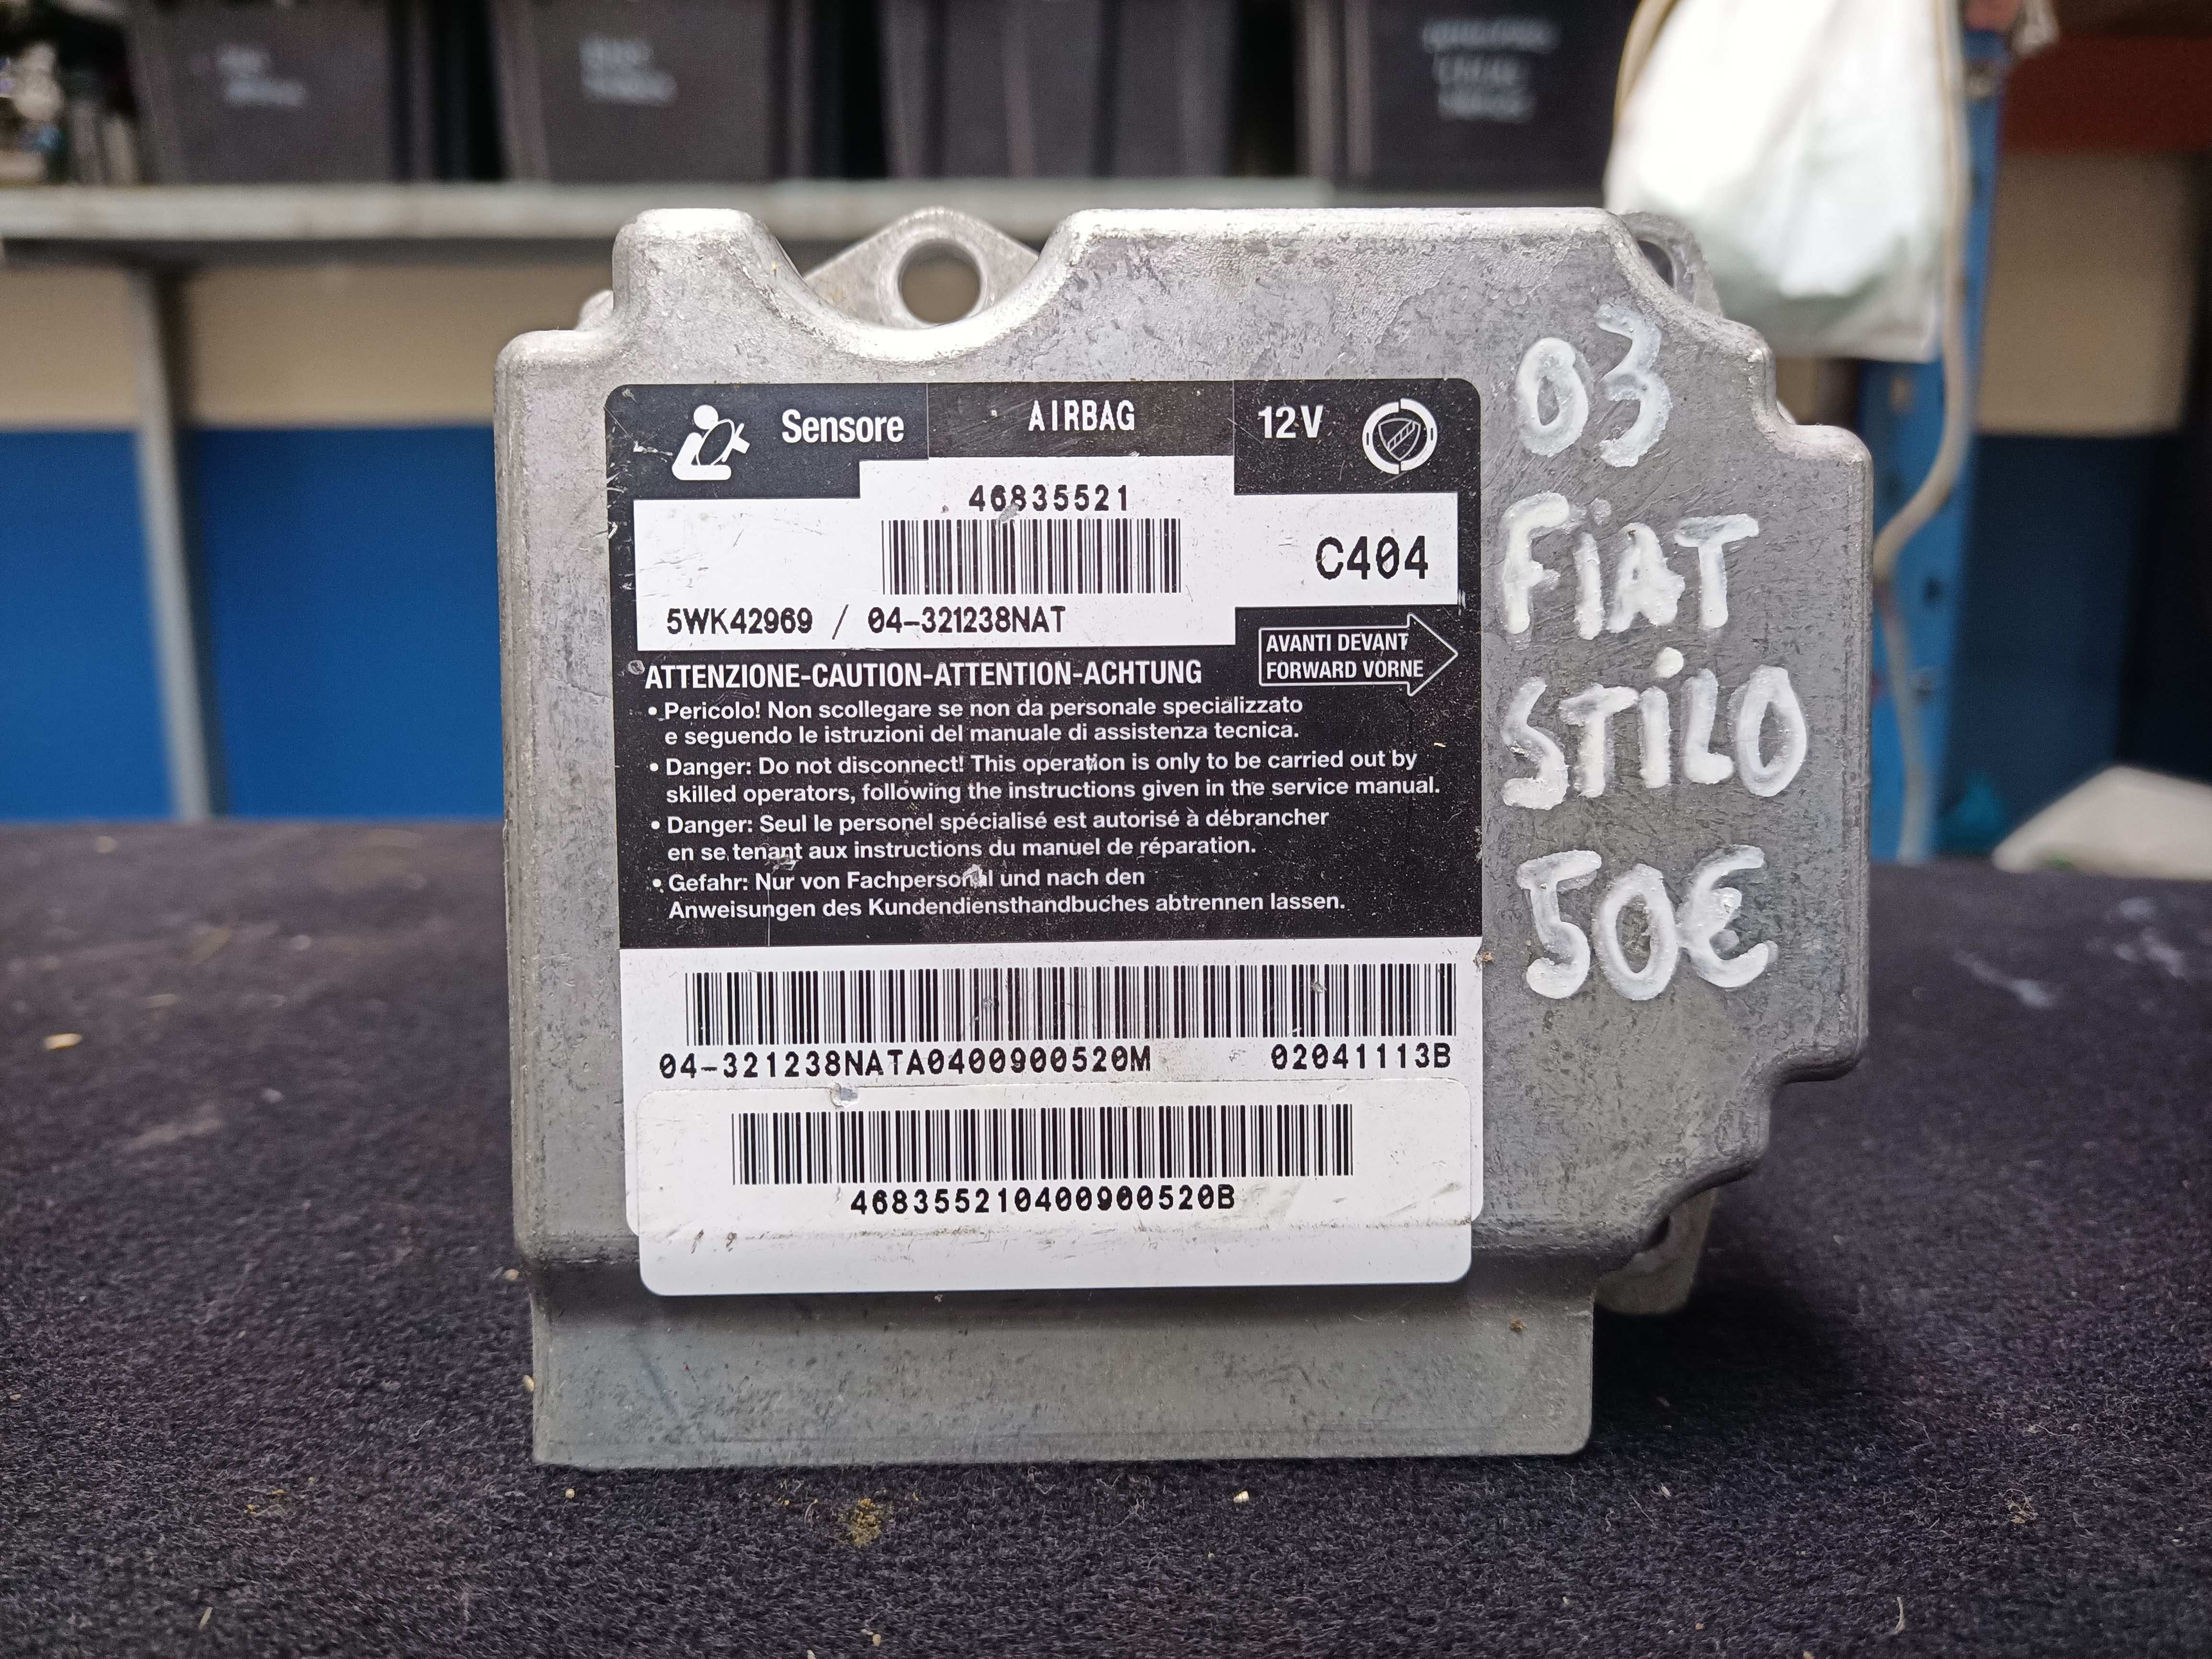 Sensore
AIRBAG
12V
46835521
C404
5WK42969 / 04-321238NAT
AVANTI DEVANT
FORWARD VORNE
ATTENZIONE-CAUTION-ATTENTION-ACHTUNG
• Pericolo! Non scollegare se non da personale specializzato
e seguendo le istruzioni del manuale di assistenza tecnica.
• Danger: Do not disconnect! This operation is only to be carried out by
skilled operators, following the instructions given in the service manual.
• Danger: Seul le personel spécialisé est autorisé à débrancher
en se tenant aux instructions du manuel de réparation.
• Gefahr: Nur von Fachpersonal und nach den
Anweisungen des Kundendiensthandbuches abtrennen lassen.
04-321238NATA0400900520M 02041113B
468355210400900520B
03
FiAT
STiLO
50€